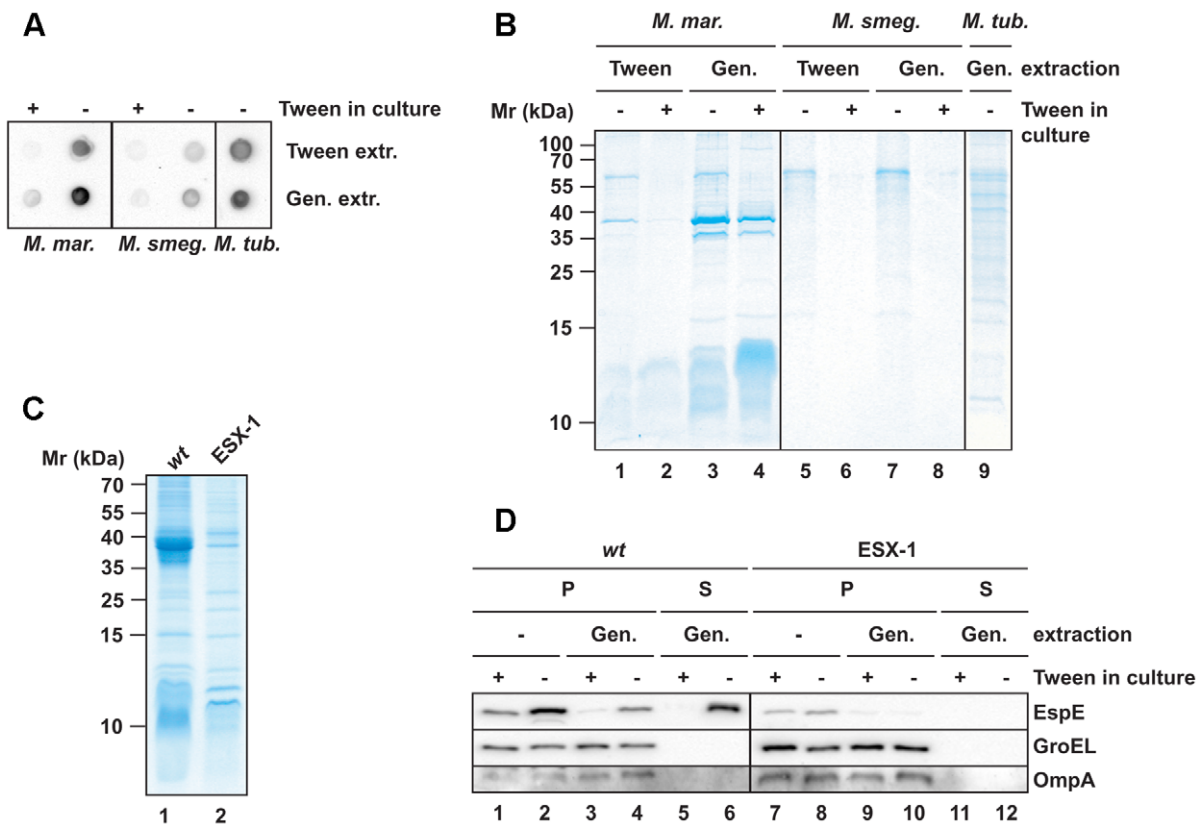 A
+ - + - - Tween in culture
Tween extr.
Gen. extr.
M. mar. M. smeg. M. tub.
B
M. mar. M. smeg. M. tub.
Tween Gen. Tween Gen. Gen. extraction
Mr (kDa) - + - + - + - + - Tween in culture
100
70
55
40
35
25
15
10
1 2 3 4 5 6 7 8 9
C
Mr (kDa) wt ESX-1
70
55
40
35
25
15
10
1 2
D
wt ESX-1
P S P S
- Gen. Gen. - Gen. Gen. extraction
+ - + - + - + - + - + - Tween in culture
EspE
GroEL
OmpA
1 2 3 4 5 6 7 8 9 10 11 12